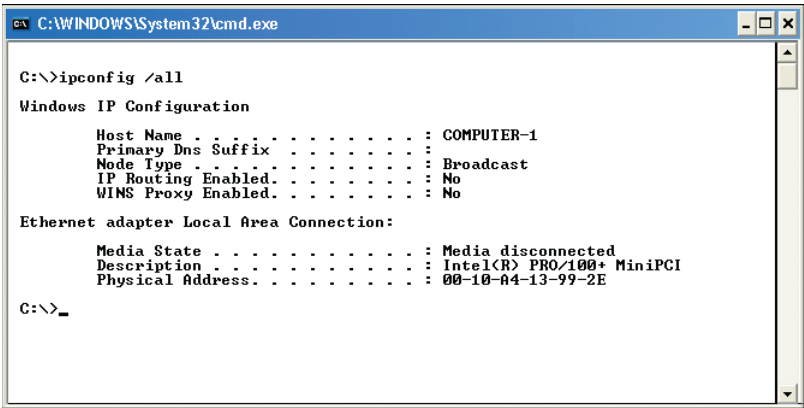 C:\WINDOWS\System32\cmd.exe
C:\>ipconfig /all
Windows IP Configuration
Host Name . . . . . . . . . . . . : COMPUTER-1
Primary Dns Suffix . . . . . . . :
Node Type . . . . . . . . . . . . : Broadcast
IP Routing Enabled. . . . . . . . : No
WINS Proxy Enabled. . . . . . . . : No
Ethernet adapter Local Area Connection:
Media State . . . . . . . . . . . : Media disconnected
Description . . . . . . . . . . . : Intel(R) PRO/100+ MiniPCI
Physical Address. . . . . . . . . : 00-10-A4-13-99-2E
C:\>_